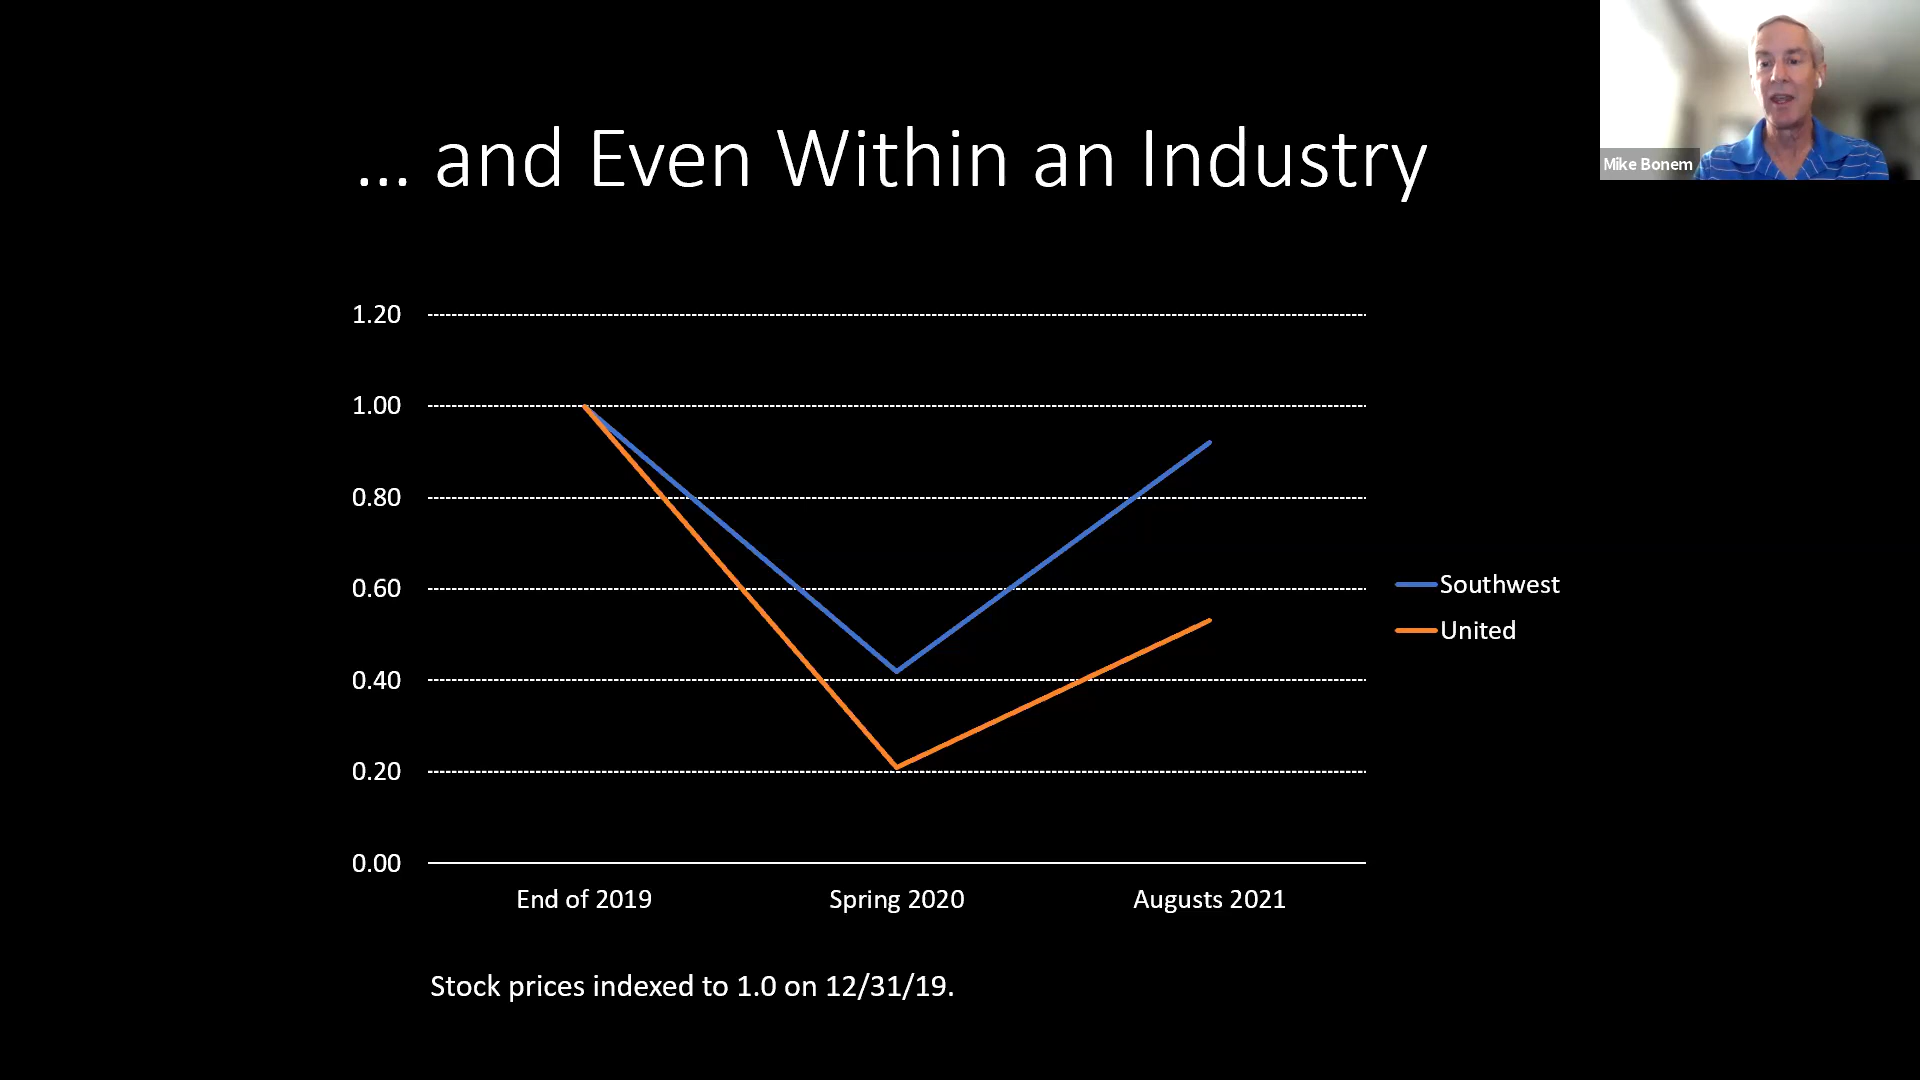 ... and Even Within an Industry
Mike Bonem
1.20
1.00
0.80
0.60
0.40
0.20
0.00
End of 2019
Spring 2020
Augusts 2021
Southwest
United
Stock prices indexed to 1.0 on 12/31/19.